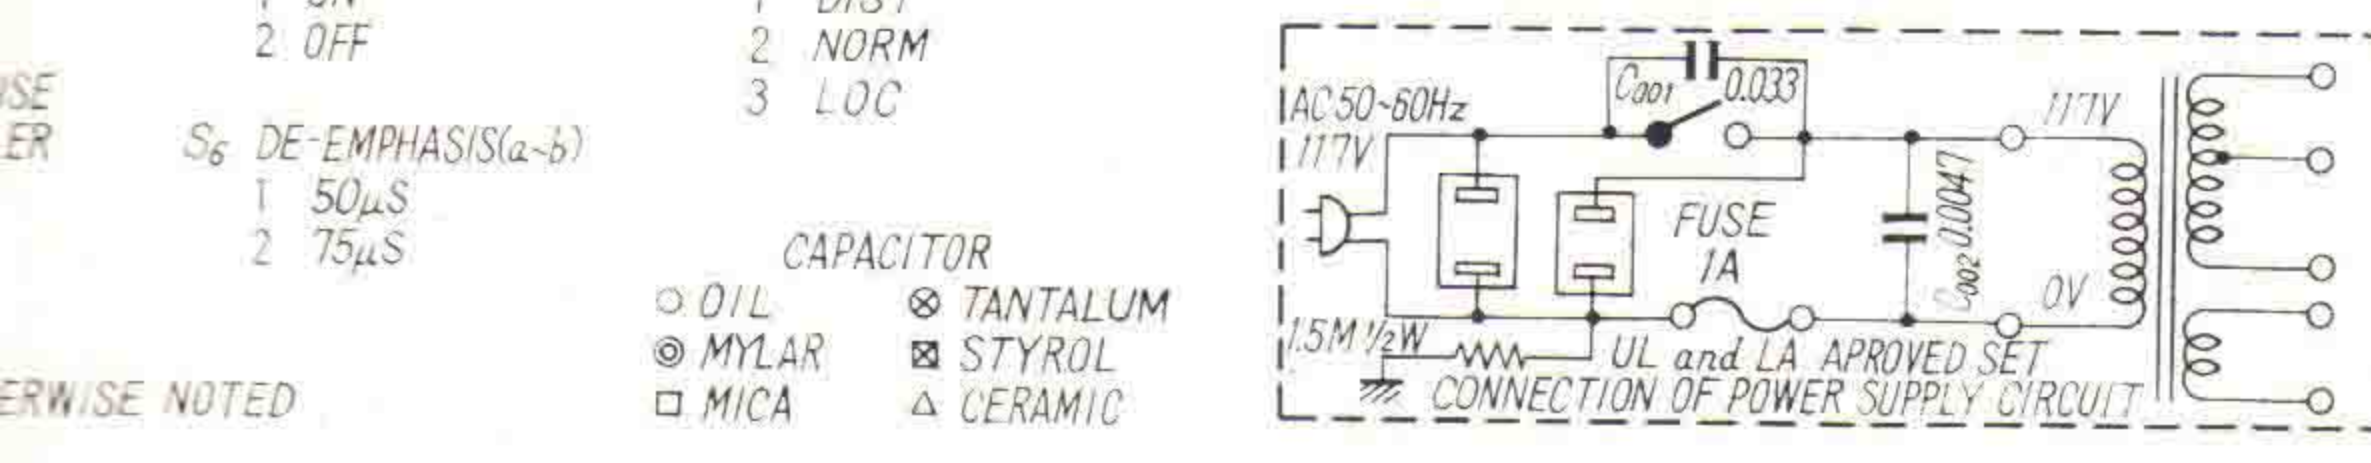 2 OFF
S6 DE-EMPHASIS(a~b)
1 50µS
2 75µS
1 DIST
2 NORM
3 LOC
CAPACITOR
○ OIL ⊗ TANTALUM
◎ MYLAR ⊠ STYROL
□ MICA △ CERAMIC
ERWISE NOTED
AC 50~60Hz
117V
C001 0.033
117V
FUSE
1A
C002 0.0047
0V
1.5M 1/2W
UL and LA APROVED SET
CONNECTION OF POWER SUPPLY CIRCUIT